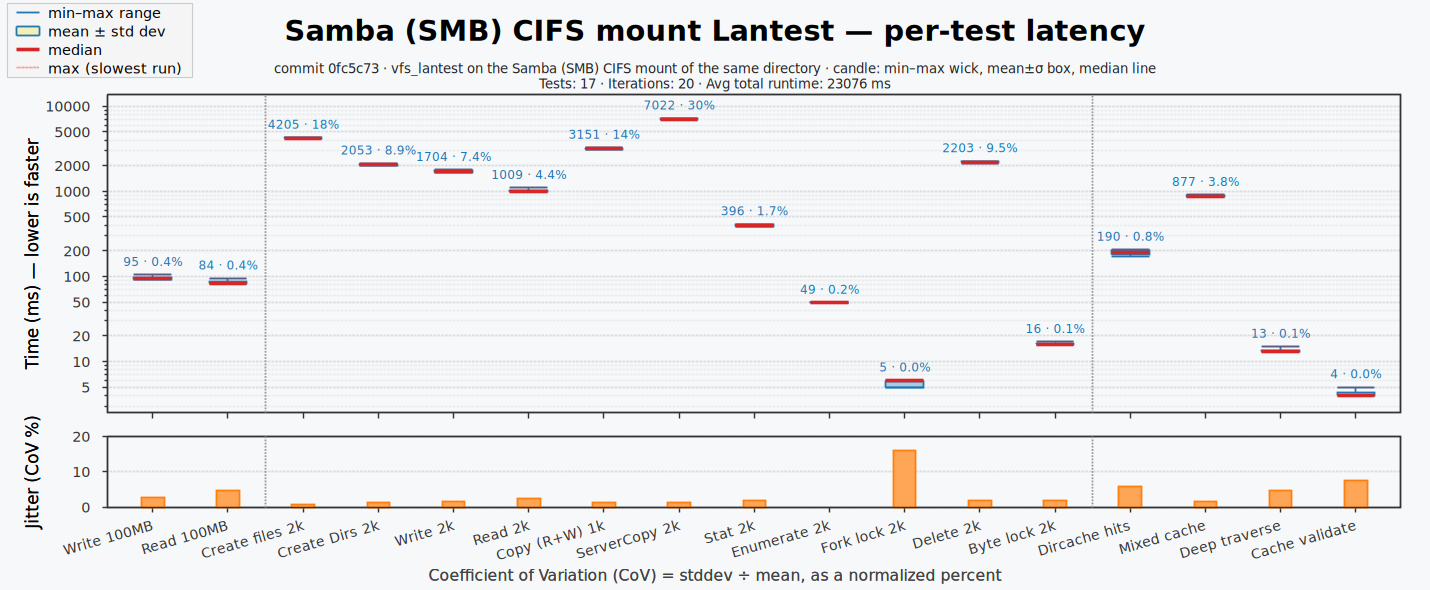 min–max range
mean ± std dev
median
max (slowest run)
Samba (SMB) CIFS mount Lantest — per-test latency
commit 0fc5c73 · vfs_lantest on the Samba (SMB) CIFS mount of the same directory · candle: min–max wick, mean±σ box, median line
Tests: 17 · Iterations: 20 · Avg total runtime: 23076 ms
Time (ms) — lower is faster
10000
5000
2000
1000
500
200
100
50
20
10
5
95 · 0.4%
84 · 0.4%
4205 · 18%
2053 · 8.9%
1704 · 7.4%
1009 · 4.4%
3151 · 14%
7022 · 30%
396 · 1.7%
49 · 0.2%
5 · 0.0%
2203 · 9.5%
16 · 0.1%
190 · 0.8%
877 · 3.8%
13 · 0.1%
4 · 0.0%
Jitter (CoV %)
20
10
0
Write 100MB
Read 100MB
Create files 2k
Create Dirs 2k
Write 2k
Read 2k
Copy (R+W) 1k
ServerCopy 2k
Stat 2k
Enumerate 2k
Fork lock 2k
Delete 2k
Byte lock 2k
Dircache hits
Mixed cache
Deep traverse
Cache validate
Coefficient of Variation (CoV) = stddev ÷ mean, as a normalized percent